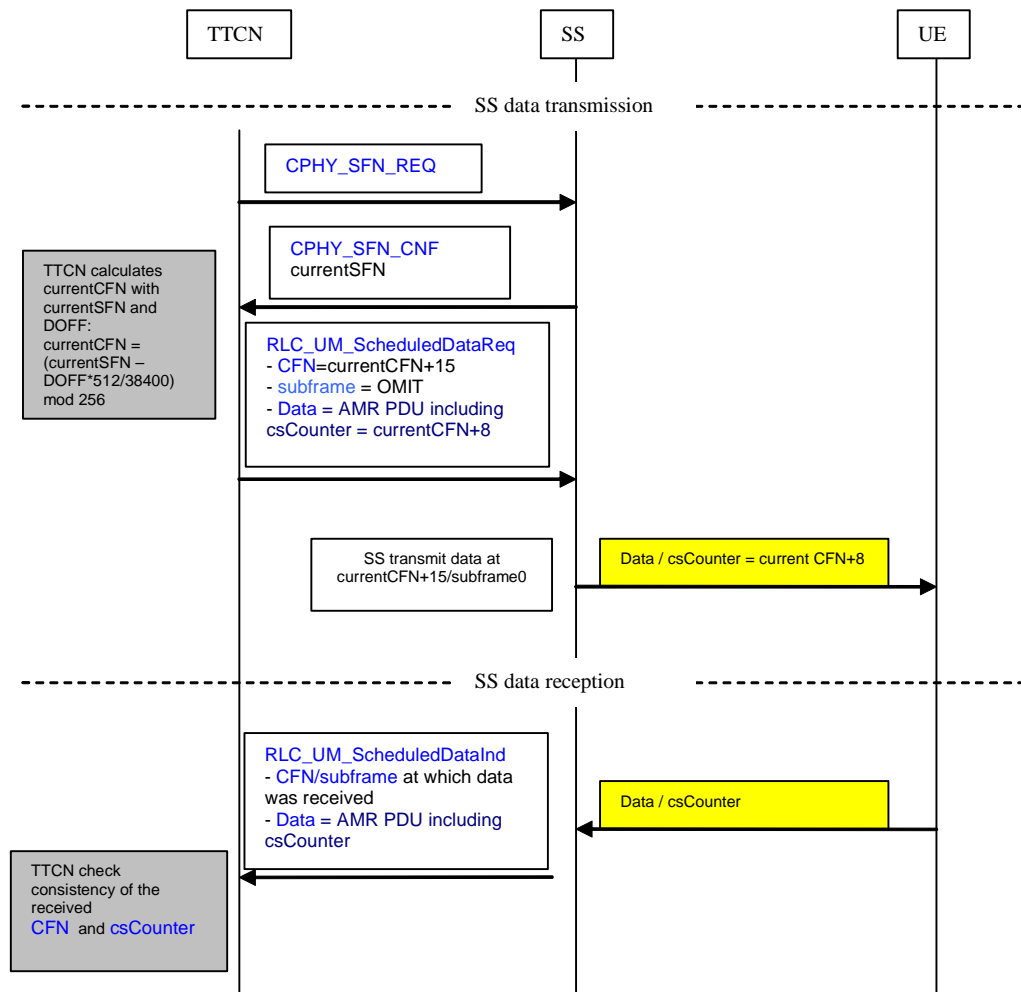 TTCN
SS
UE
SS data transmission
CPHY_SFN_REQ
CPHY_SFN_CNF
currentSFN
TTCN calculates
currentCFN with
currentSFN and
DOFF:
currentCFN =
(currentSFN –
DOFF*512/38400)
mod 256
RLC_UM_ScheduledDataReq
- CFN=currentCFN+15
- subframe = OMIT
- Data = AMR PDU including
csCounter = currentCFN+8
SS transmit data at
currentCFN+15/subframe0
Data / csCounter = current CFN+8
SS data reception
RLC_UM_ScheduledDataInd
- CFN/subframe at which data
was received
- Data = AMR PDU including
csCounter
Data / csCounter
TTCN check
consistency of the
received
CFN and csCounter